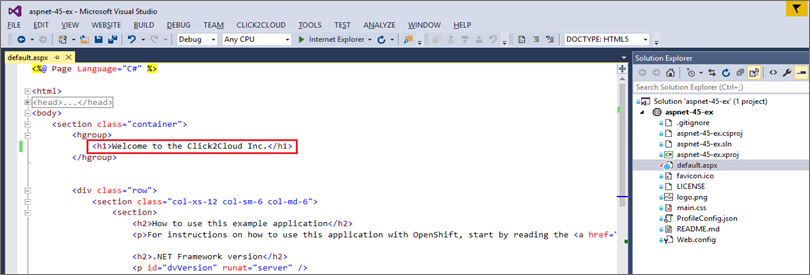 aspnet-45-ex - Microsoft Visual Studio
FILE EDIT VIEW WEBSITE BUILD DEBUG TEAM CLICK2CLOUD TOOLS TEST ANALYZE WINDOW HELP
Debug Any CPU Internet Explorer DOCTYPE: HTML5
default.aspx
<%@ Page Language="C#" %>
<html>
<head>...</head>
<body>
<section class="container">
<hgroup>
<h1>Welcome to the Click2Cloud Inc.</h1>
</hgroup>
<div class="row">
<section class="col-xs-12 col-sm-6 col-md-6">
<section>
<h2>How to use this example application</h2>
<p>For instructions on how to use this application with OpenShift, start by reading the <a href="
<h2>.NET Framework version</h2>
<p id="dvVersion" runat="server" />
Solution Explorer
Search Solution Explorer (Ctrl+;)
Solution 'aspnet-45-ex' (1 project)
aspnet-45-ex
.gitignore
aspnet-45-ex.csproj
aspnet-45-ex.sln
aspnet-45-ex.xproj
default.aspx
favicon.ico
LICENSE
logo.png
main.css
ProfileConfig.json
README.md
Web.config